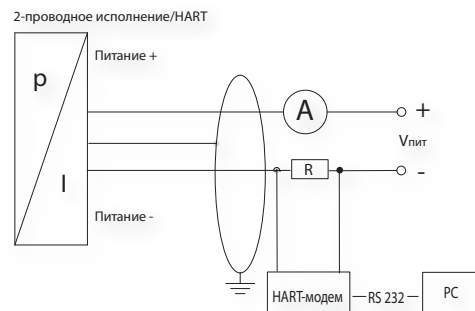 2-проводное исполнение/HART
Питание +
p
A
+
Vпит
R
-
I
Питание -
HART-модем
RS 232
PC